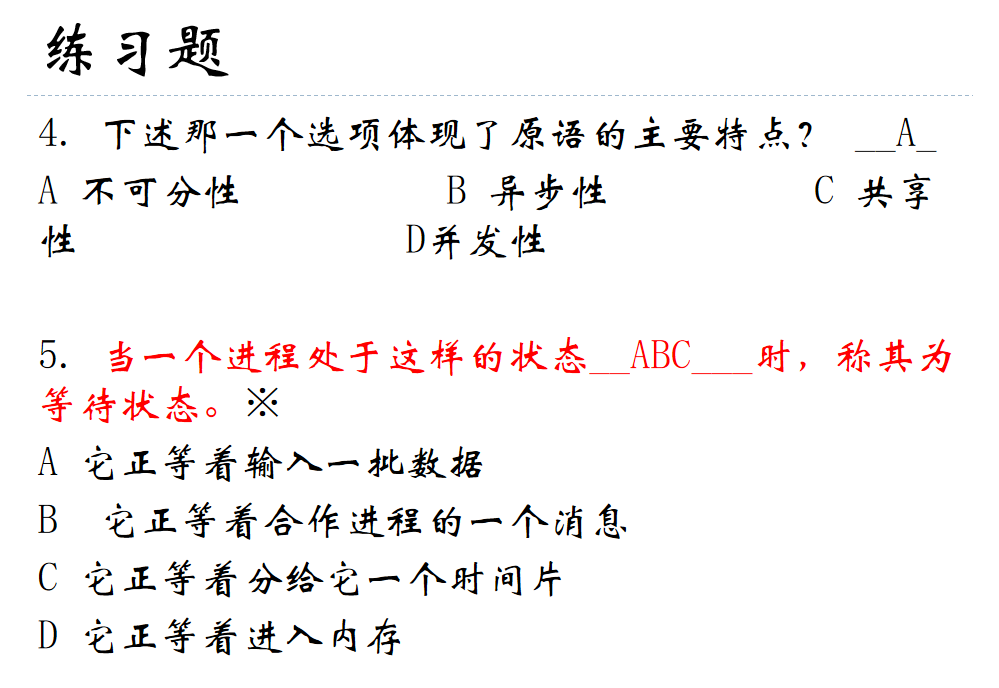 练习题
4. 下述那一个选项体现了原语的主要特点? __A_
A 不可分性 B 异步性 C 共享
性 D并发性
5. 当一个进程处于这样的状态__ABC___时，称其为
等待状态。※
A 它正等着输入一批数据
B 它正等着合作进程的一个消息
C 它正等着分给它一个时间片
D 它正等着进入内存